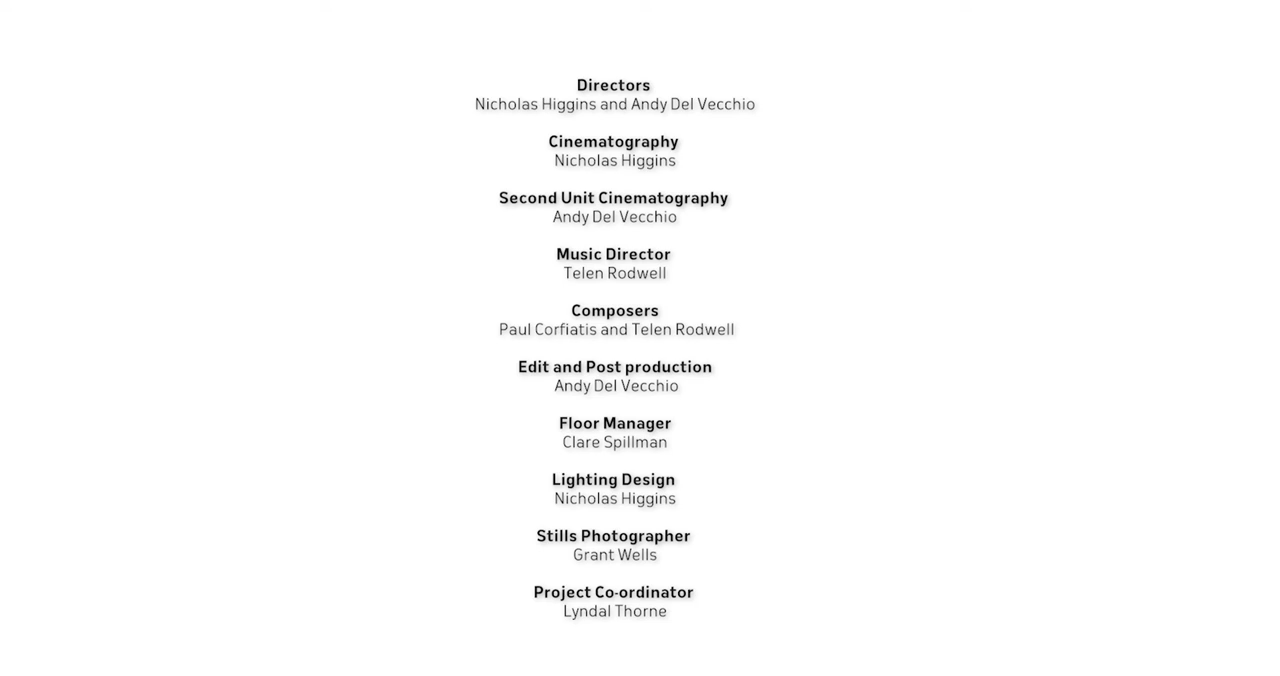 Directors
Nicholas Higgins and Andy Del Vecchio
Cinematography
Nicholas Higgins
Second Unit Cinematography
Andy Del Vecchio
Music Director
Telen Rodwell
Composers
Paul Corfiatis and Telen Rodwell
Edit and Post production
Andy Del Vecchio
Floor Manager
Clare Spillman
Lighting Design
Nicholas Higgins
Stills Photographer
Grant Wells
Project Co-ordinator
Lyndal Thorne